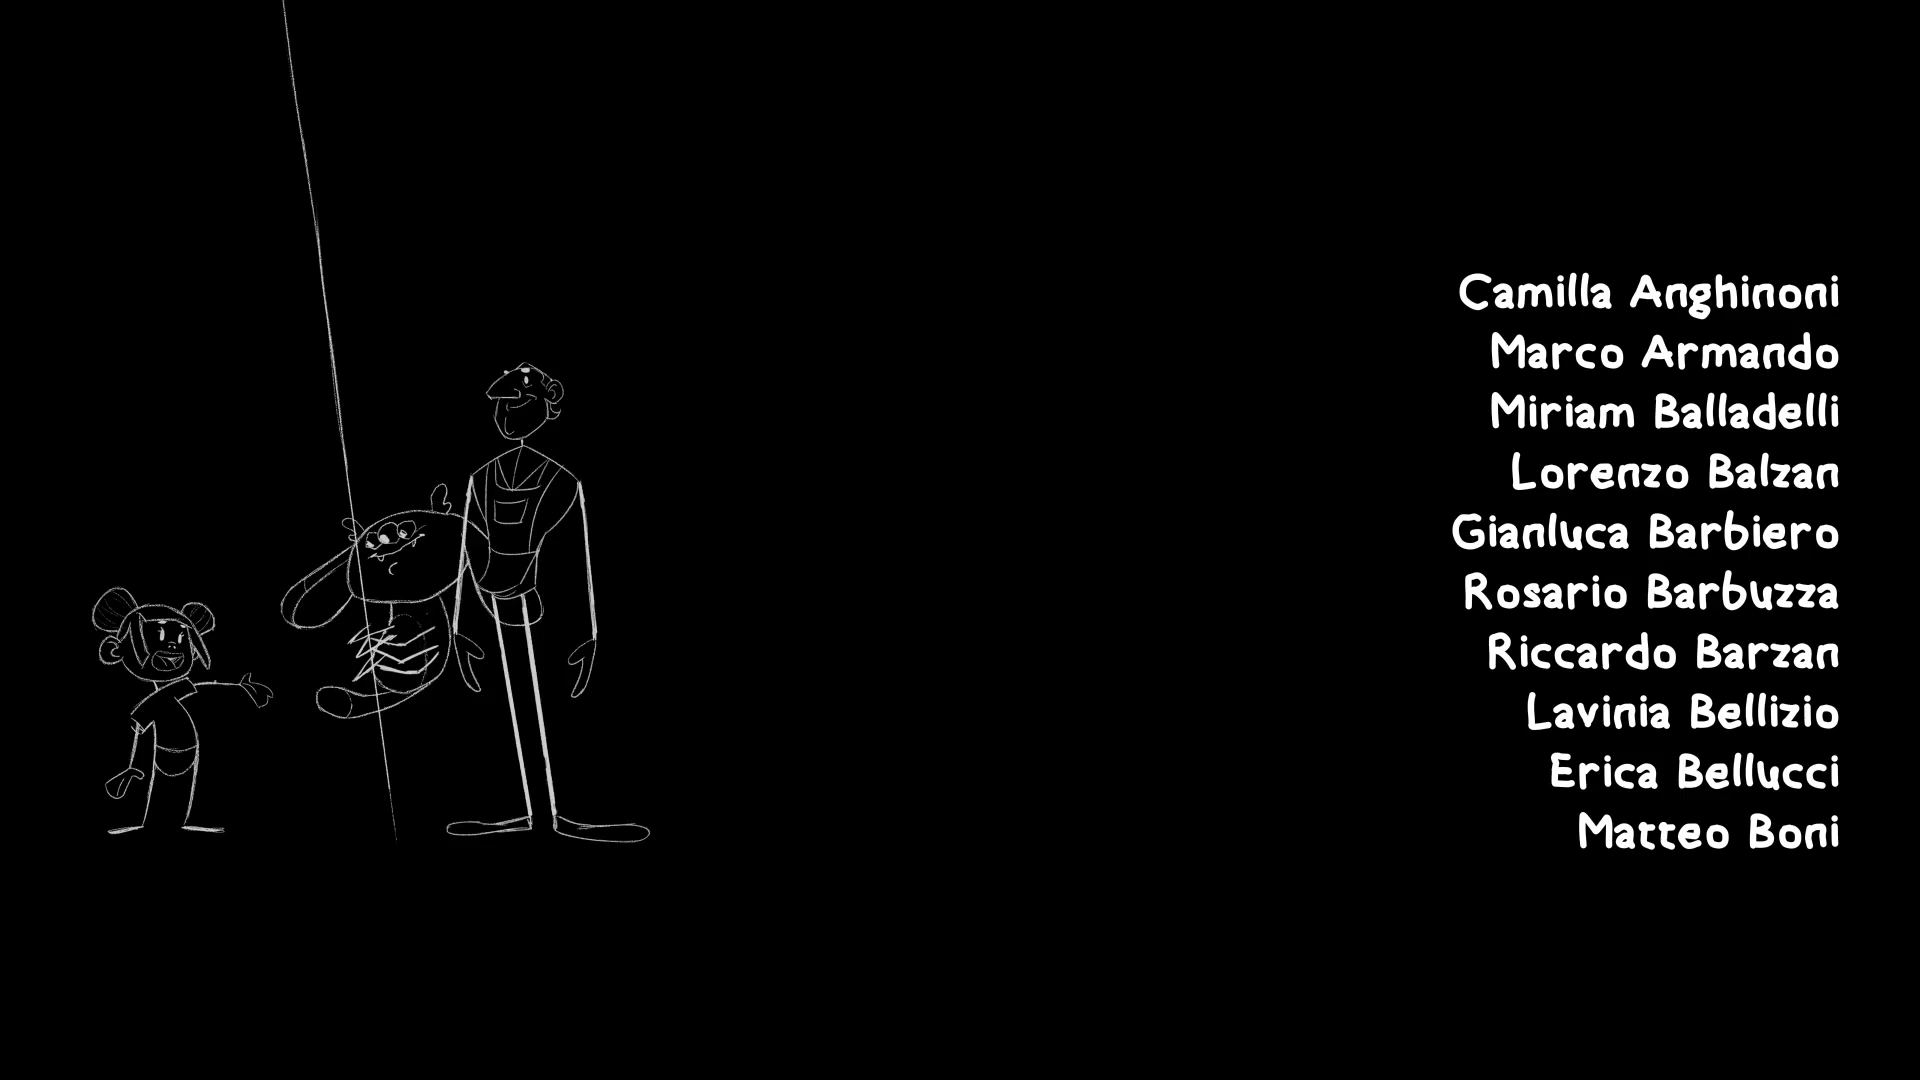 Camilla Anghinoni
Marco Armando
Miriam Balladelli
Lorenzo Balzan
Gianluca Barbiero
Rosario Barbuzza
Riccardo Barzan
Lavinia Bellizio
Erica Bellucci
Matteo Boni